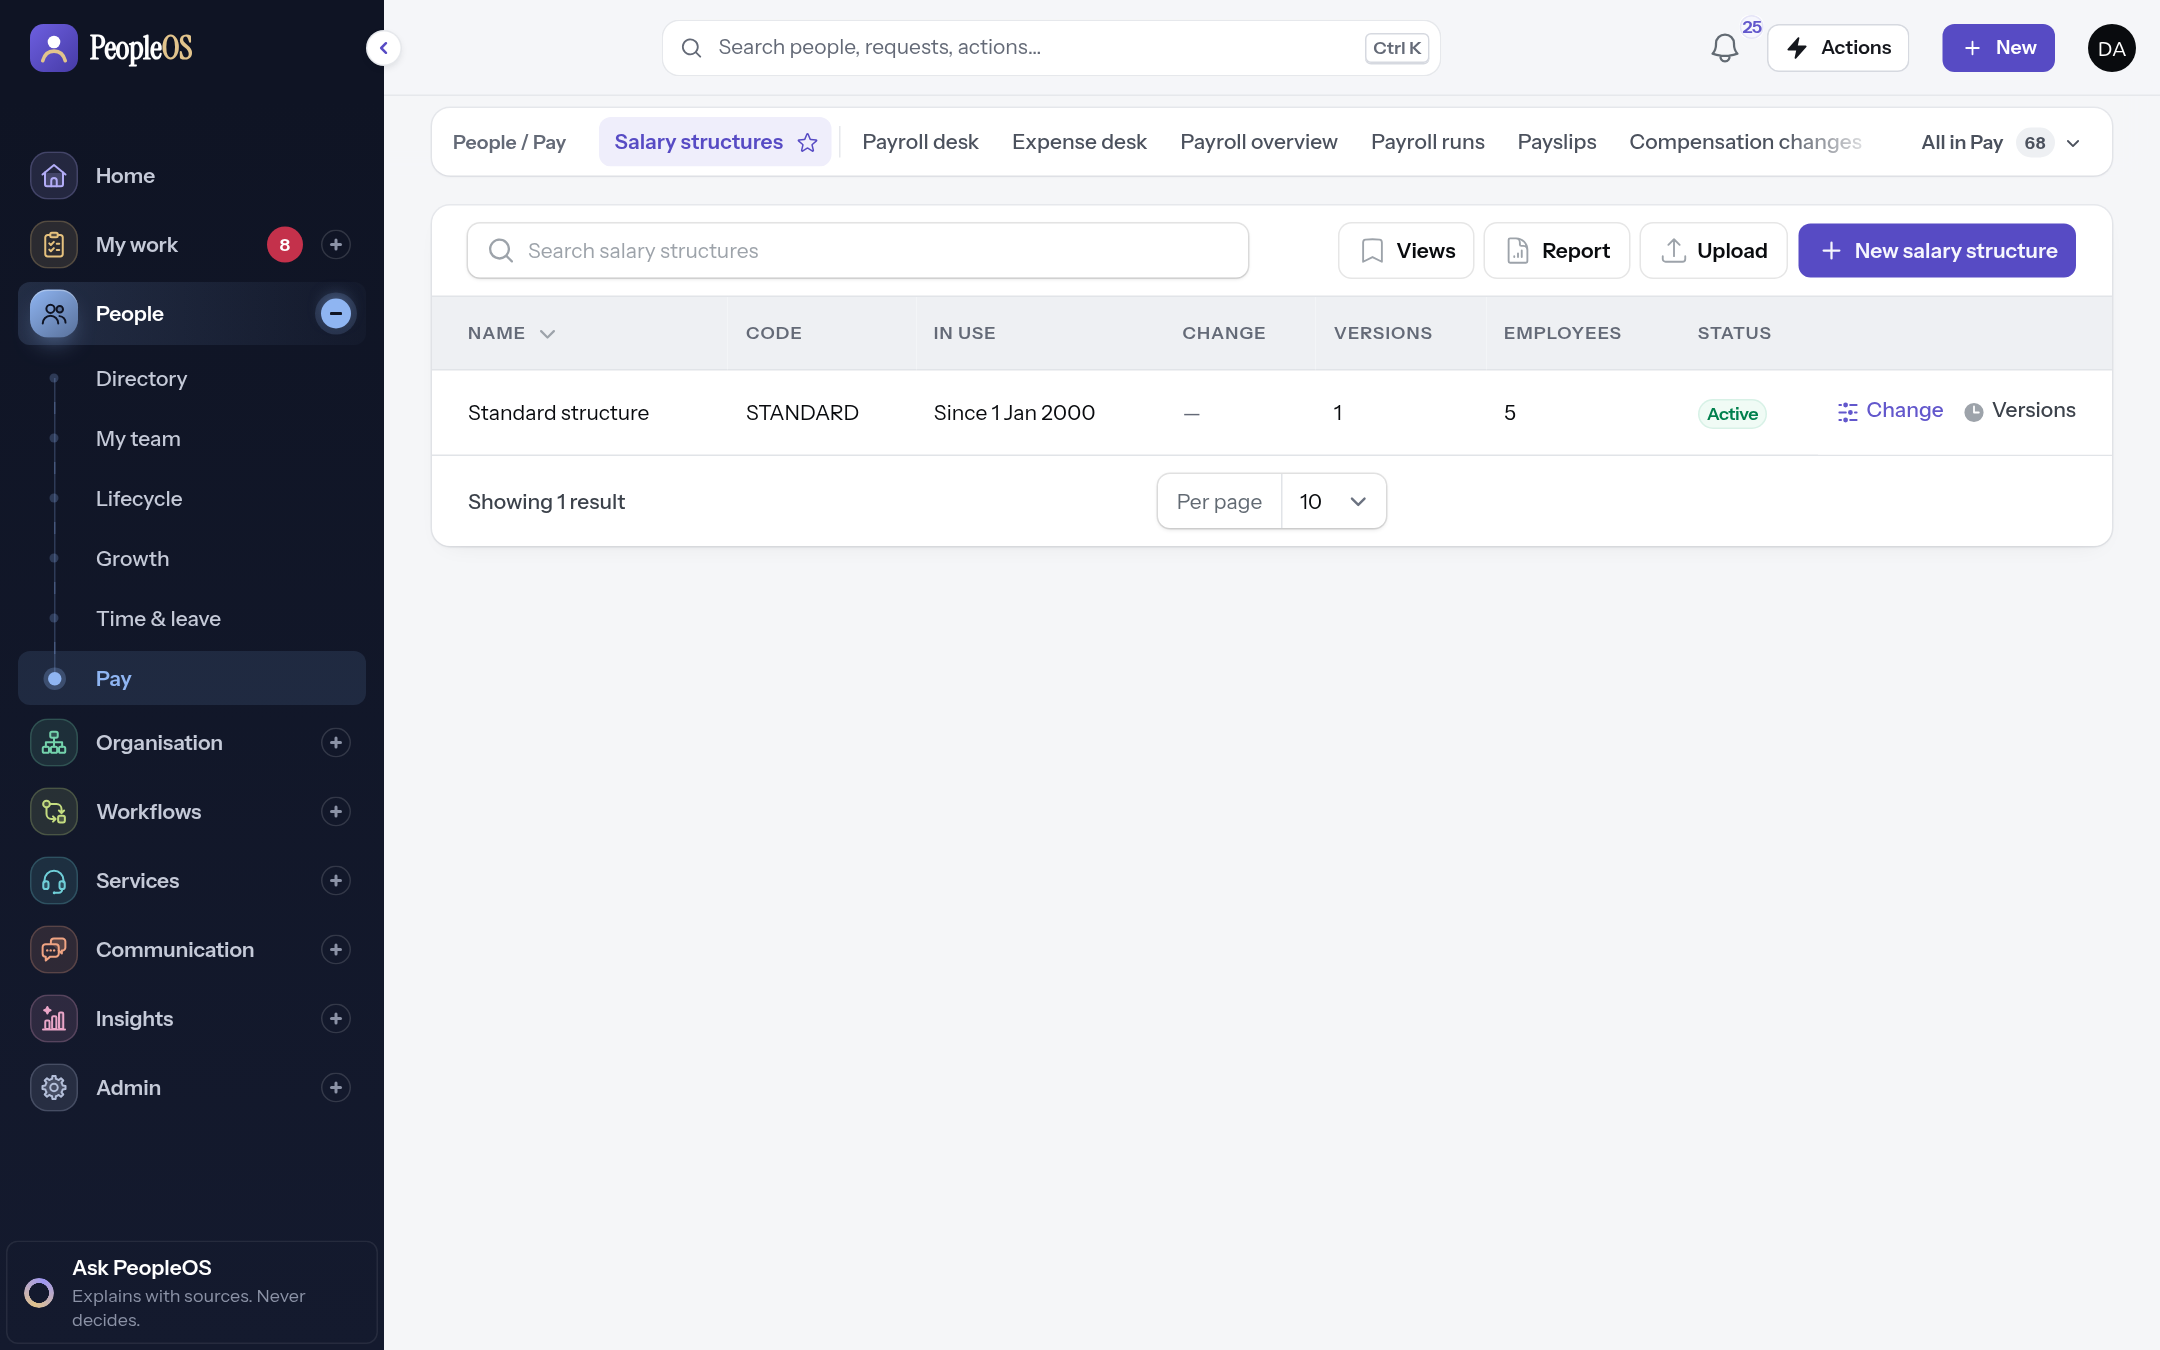 PeopleOS
Search people, requests, actions...
Ctrl K
25
Actions
New
DA
Home
My work
8
People
Directory
My team
Lifecycle
Growth
Time & leave
Pay
Organisation
Workflows
Services
Communication
Insights
Admin
Ask PeopleOS
Explains with sources. Never
decides.
People / Pay
Salary structures
Payroll desk
Expense desk
Payroll overview
Payroll runs
Payslips
Compensation changes
All in Pay
68
Search salary structures
Views
Report
Upload
New salary structure
NAME
CODE
IN USE
CHANGE
VERSIONS
EMPLOYEES
STATUS
Standard structure
STANDARD
Since 1 Jan 2000
—
1
5
Active
Change
Versions
Showing 1 result
Per page
10